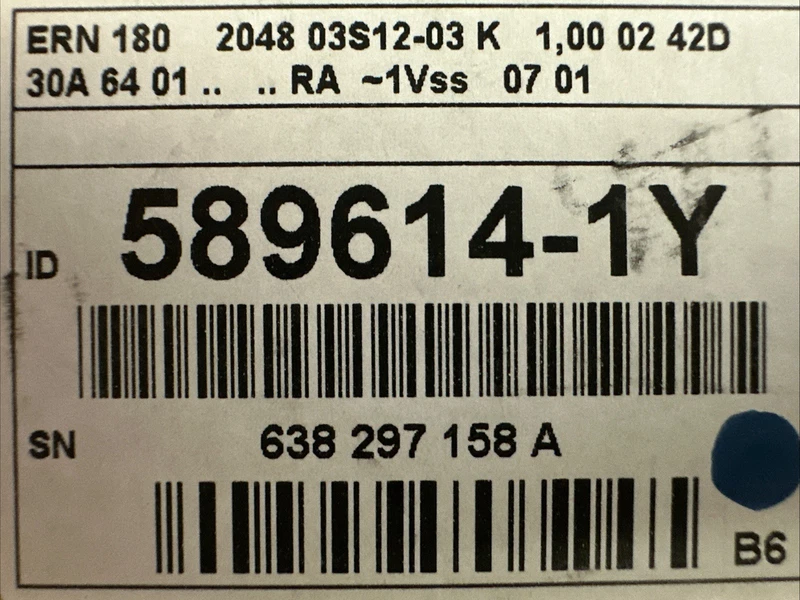 ERN 180 2048 03S12-03 K 1,00 02 42D
30A 64 01 .. .. RA ~1Vss 07 01
ID 589614-1Y
SN 638 297 158 A
B6